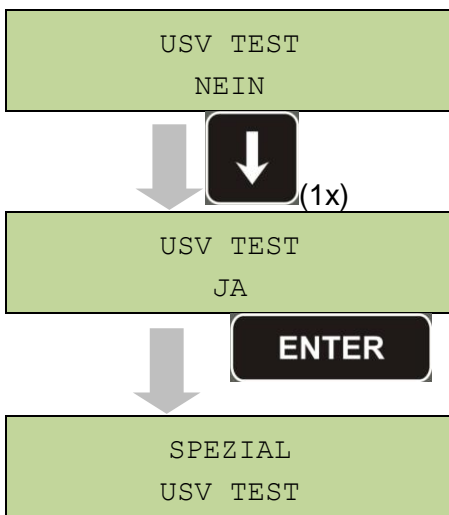 USV TEST
NEIN
(1x)
USV TEST
JA
ENTER
SPEZIAL
USV TEST